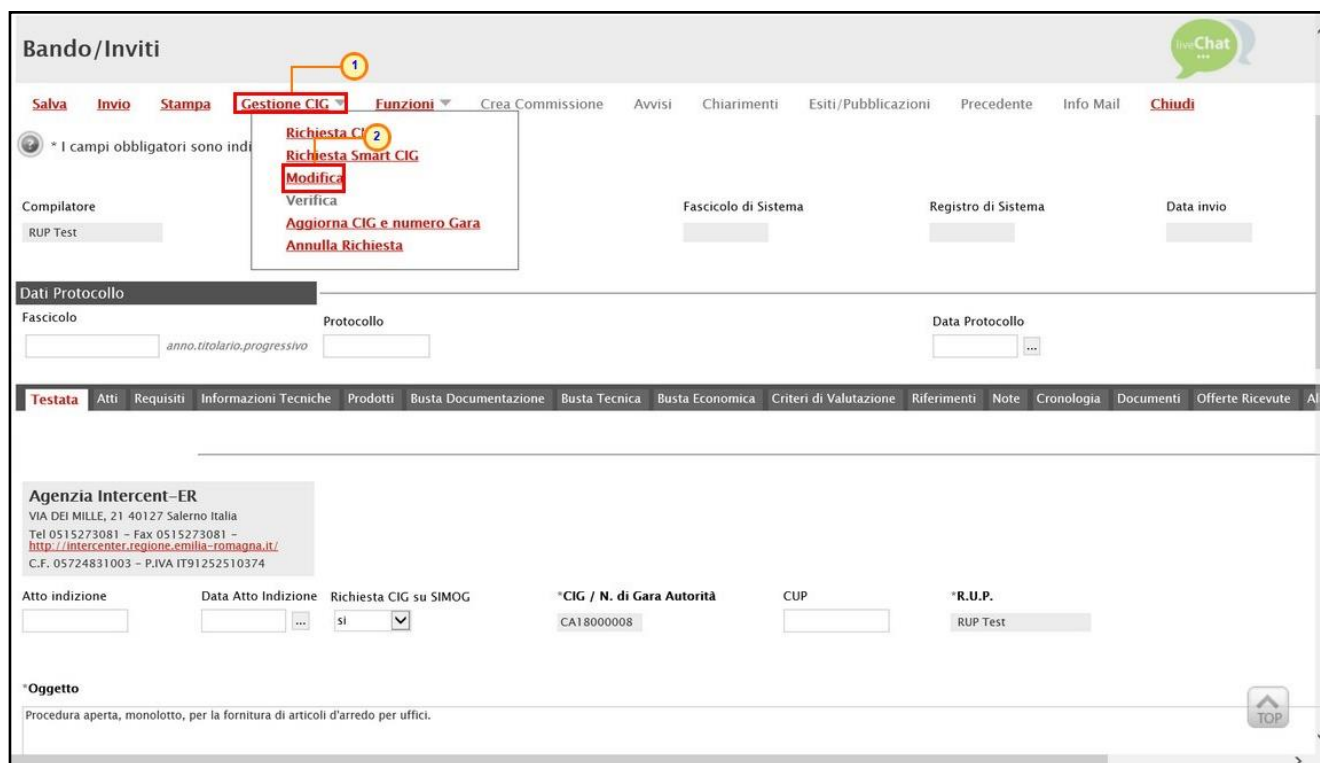 Bando/Inviti
liveChat
1
Salva Invio Stampa Gestione CIG Funzioni Crea Commissione Avvisi Chiarimenti Esiti/Pubblicazioni Precedente Info Mail Chiudi
Richiesta
2
* I campi obbligatori sono indi
Richiesta Smart CIG
Modifica
Verifica
Aggiorna CIG e numero Gara
Annulla Richiesta
Compilatore Fascicolo di Sistema Registro di Sistema Data invio
RUP Test
Dati Protocollo
Fascicolo Protocollo Data Protocollo
anno.titolario.progressivo ...
Testata Atti Requisiti Informazioni Tecniche Prodotti Busta Documentazione Busta Tecnica Busta Economica Criteri di Valutazione Riferimenti Note Cronologia Documenti Offerte Ricevute Al
Agenzia Intercent-ER
VIA DEI MILLE, 21 40127 Salerno Italia
Tel 0515273081 - Fax 0515273081 -
http://intercenter.regione.emilia-romagna.it/
C.F. 05724831003 - P.IVA IT91252510374
Atto indizione Data Atto Indizione Richiesta CIG su SIMOG *CIG / N. di Gara Autorità CUP *R.U.P.
... si CA18000008 RUP Test
*Oggetto
Procedura aperta, monolotto, per la fornitura di articoli d'arredo per uffici.
TOP